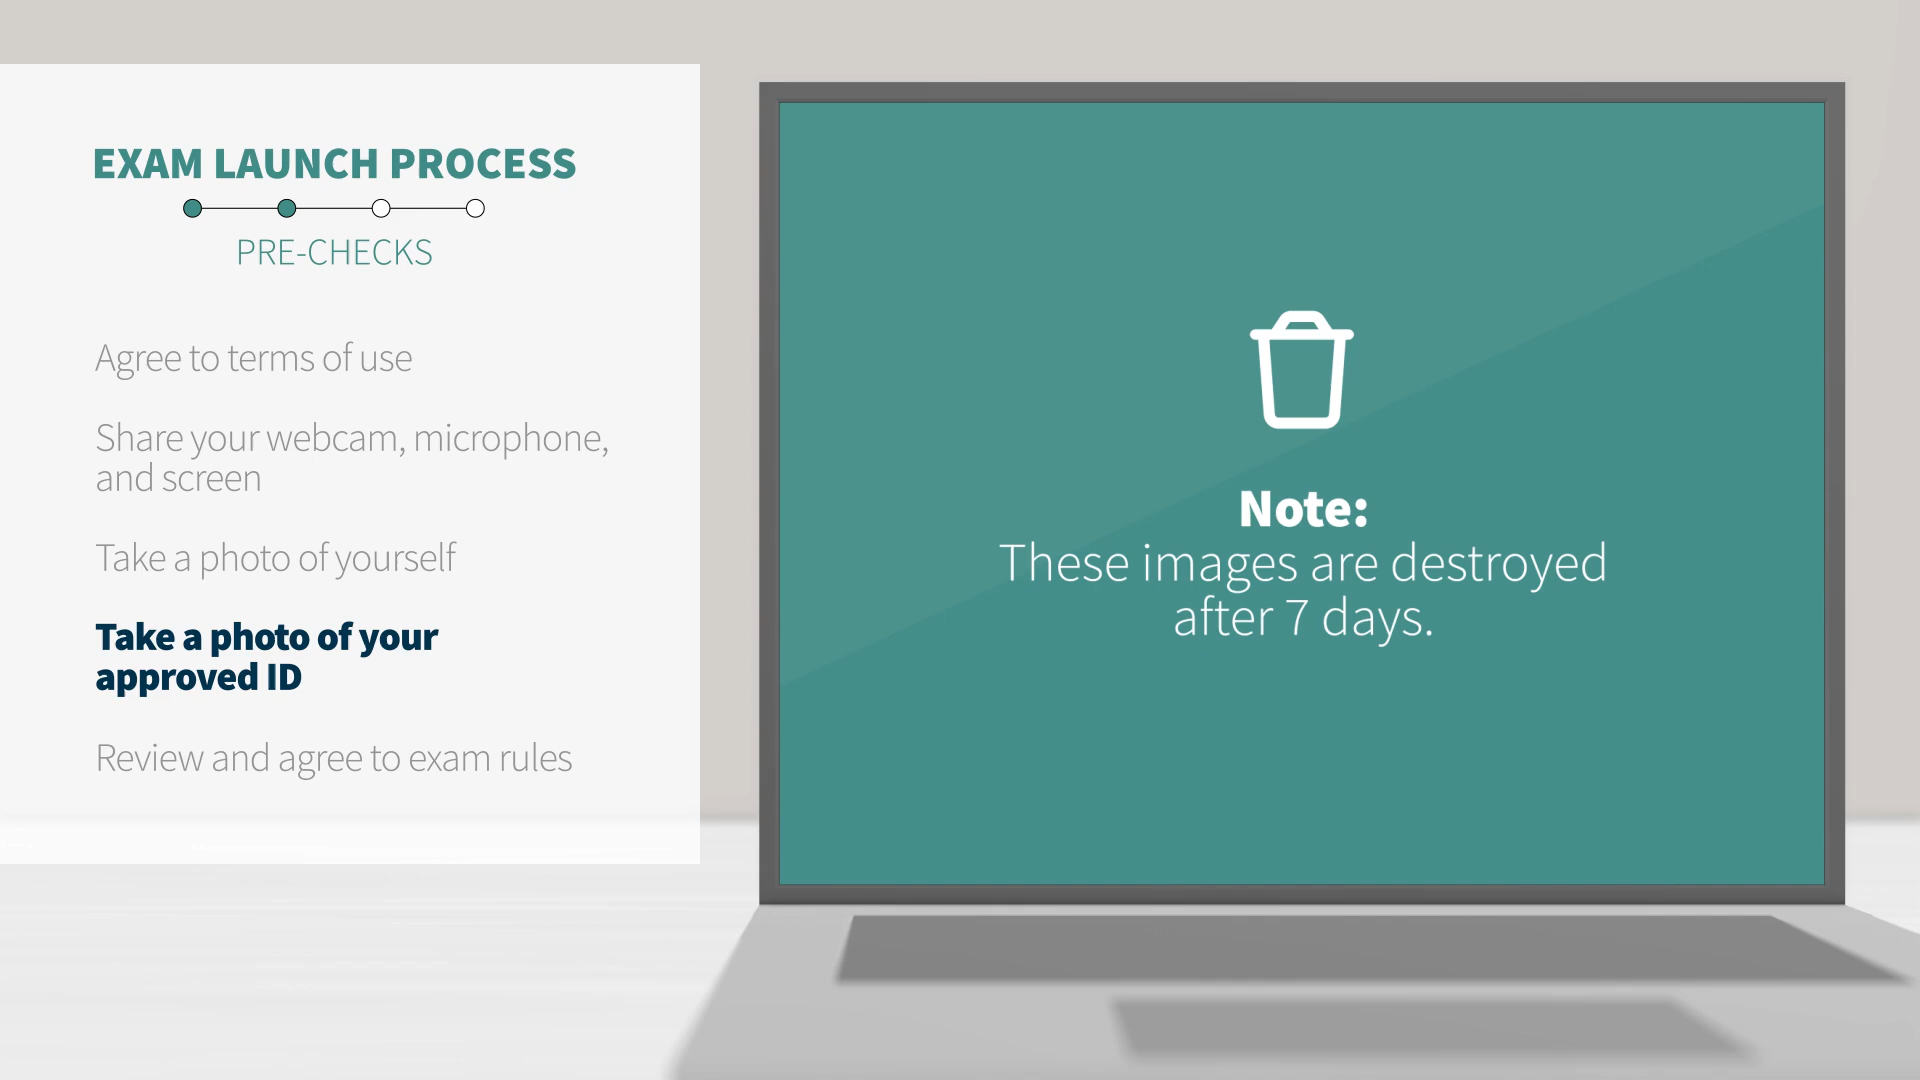 EXAM LAUNCH PROCESS
PRE-CHECKS
Agree to terms of use
Share your webcam, microphone,
and screen
Take a photo of yourself
Take a photo of your
approved ID
Review and agree to exam rules
Note:
These images are destroyed
after 7 days.